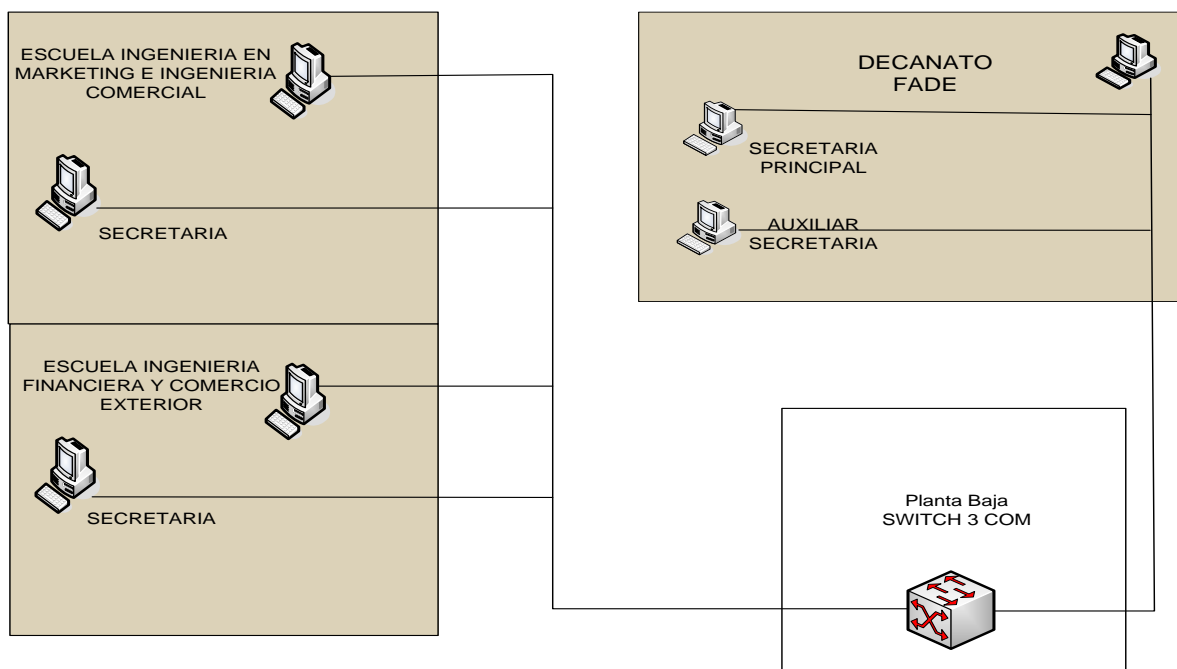 ESCUELA INGENIERIA EN
MARKETING E INGENIERIA
COMERCIAL
SECRETARIA
ESCUELA INGENIERIA
FINANCIERA Y COMERCIO
EXTERIOR
SECRETARIA
DECANATO
FADE
SECRETARIA
PRINCIPAL
AUXILIAR
SECRETARIA
Planta Baja
SWITCH 3 COM